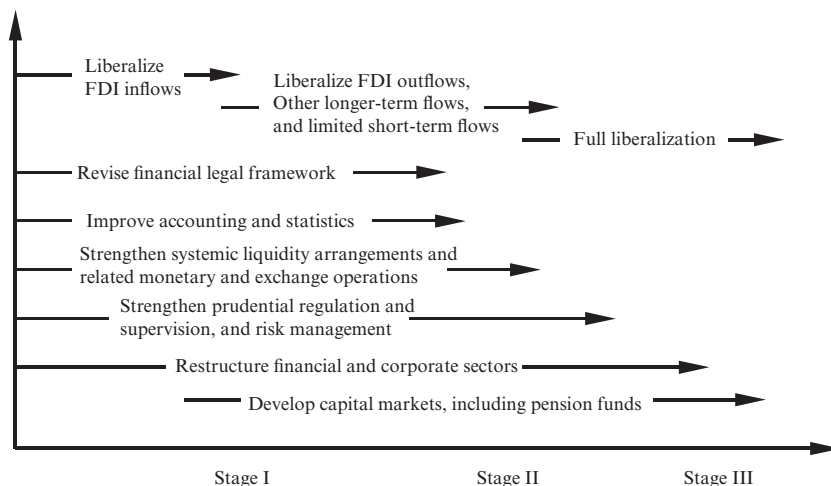 Liberalize
FDI inflows
Liberalize FDI outflows,
Other longer-term flows,
and limited short-term flows
Full liberalization
Revise financial legal framework
Improve accounting and statistics
Strengthen systemic liquidity arrangements and
related monetary and exchange operations
Strengthen prudential regulation and
supervision, and risk management
Restructure financial and corporate sectors
Develop capital markets, including pension funds
Stage I
Stage II
Stage III